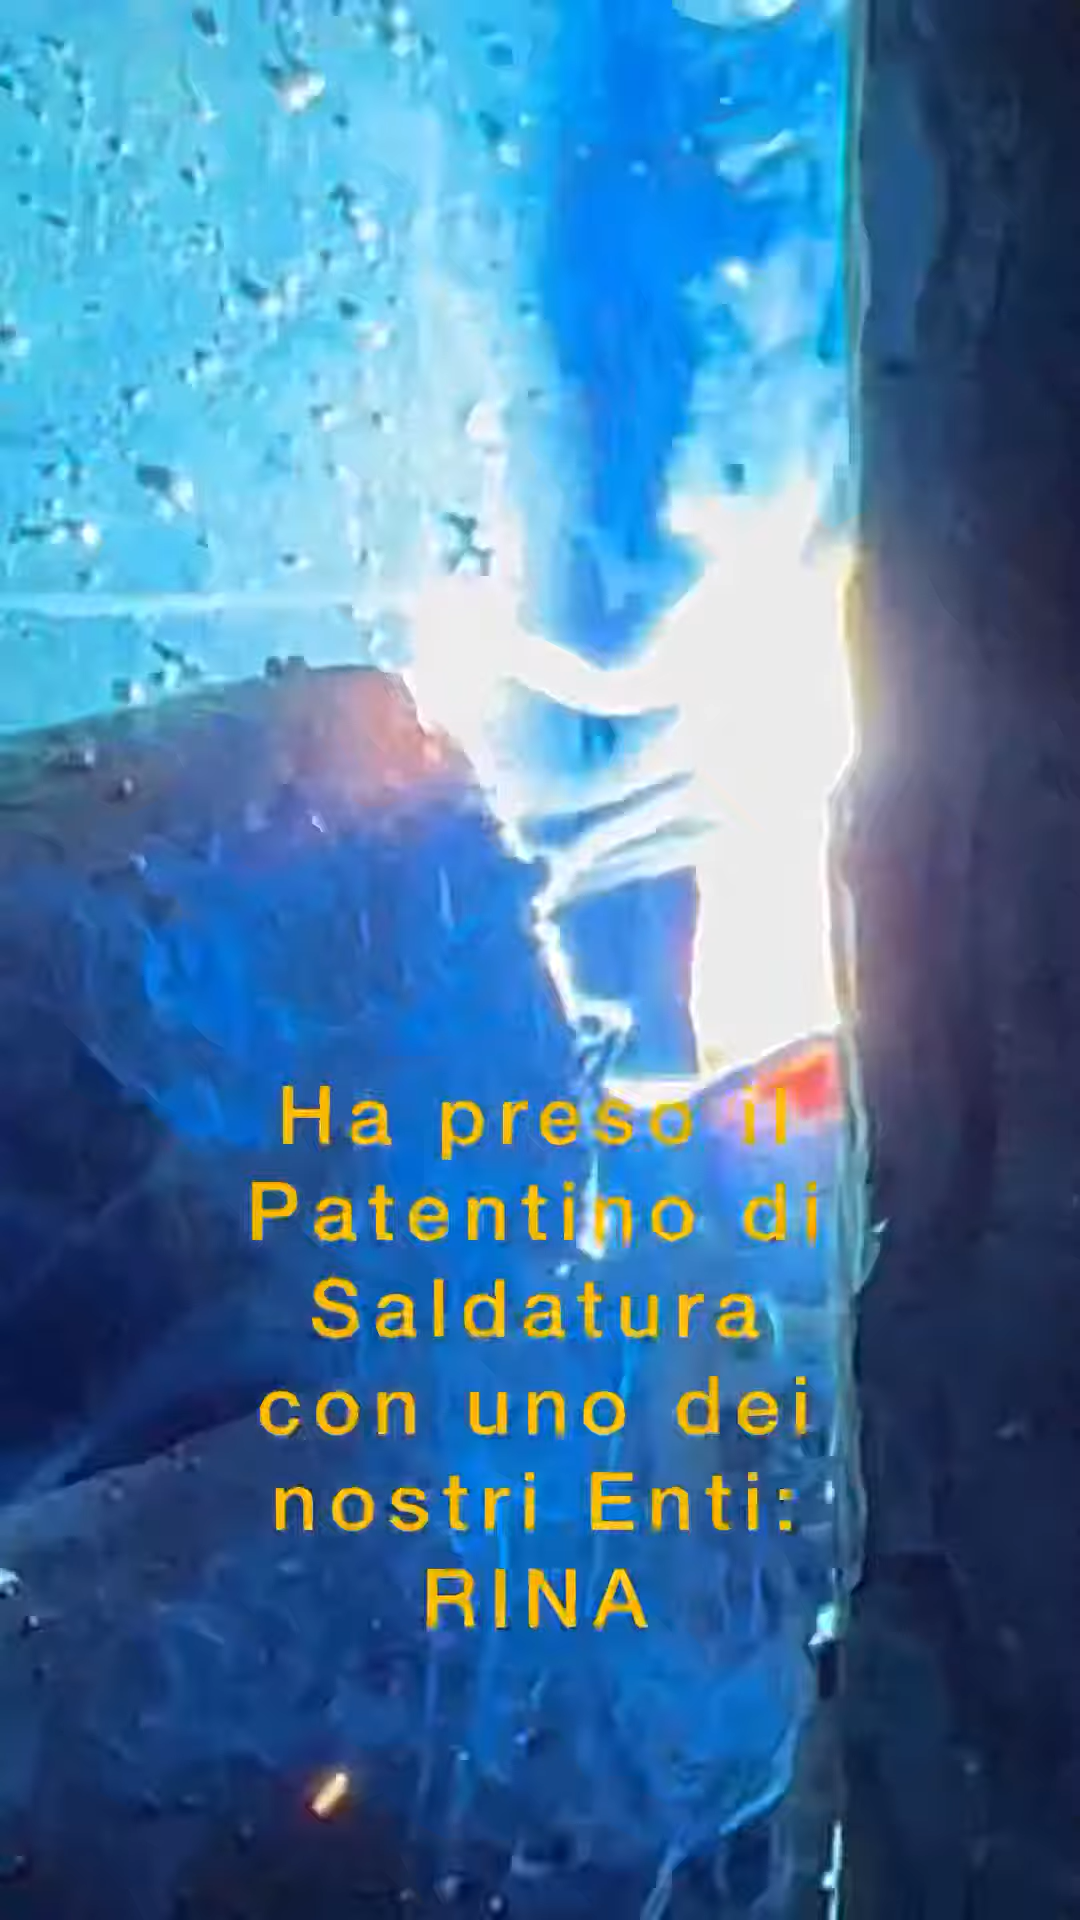 Ha preso il
Patentino di
Saldatura
con uno dei
nostri Enti:
RINA